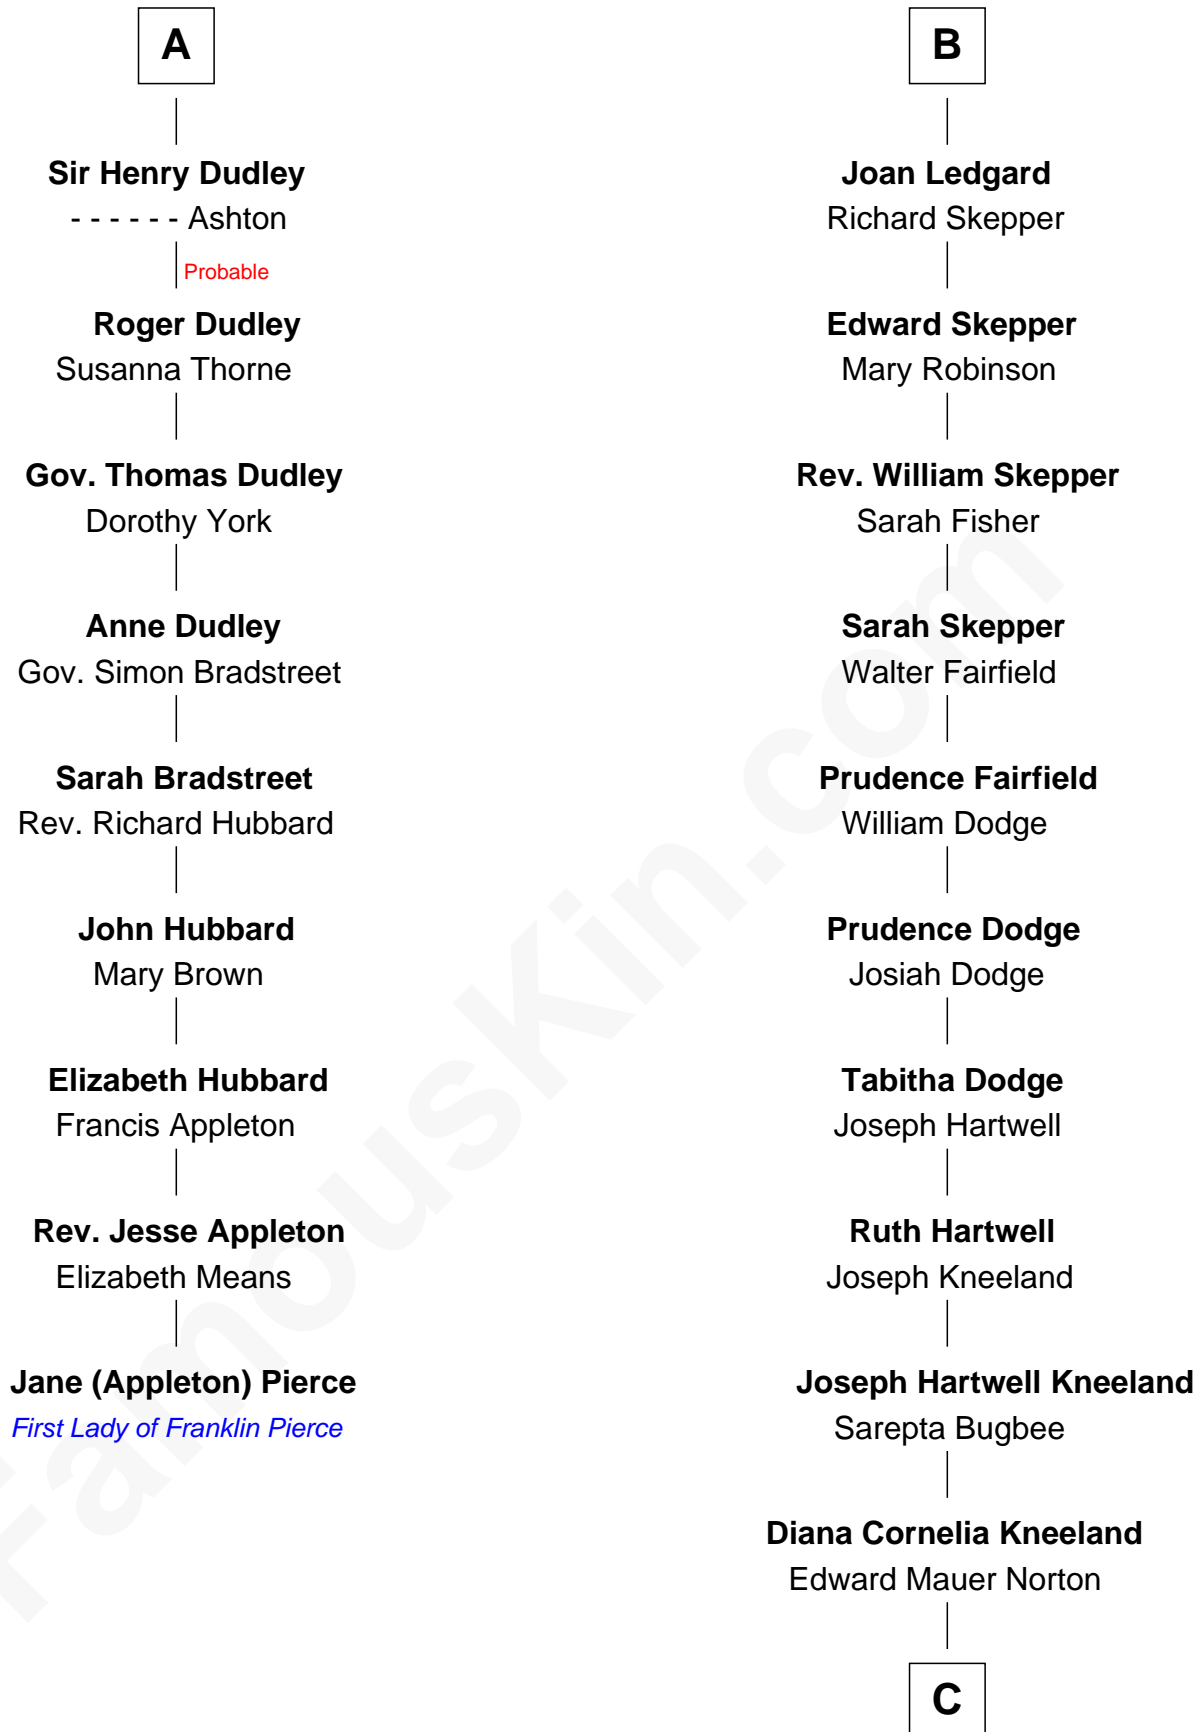 A
Sir Henry Dudley
- - - - - - Ashton
Probable
Roger Dudley
Susanna Thorne
Gov. Thomas Dudley
Dorothy York
Anne Dudley
Gov. Simon Bradstreet
Sarah Bradstreet
Rev. Richard Hubbard
John Hubbard
Mary Brown
Elizabeth Hubbard
Francis Appleton
Rev. Jesse Appleton
Elizabeth Means
Jane (Appleton) Pierce
First Lady of Franklin Pierce
B
Joan Ledgard
Richard Skepper
Edward Skepper
Mary Robinson
Rev. William Skepper
Sarah Fisher
Sarah Skepper
Walter Fairfield
Prudence Fairfield
William Dodge
Prudence Dodge
Josiah Dodge
Tabitha Dodge
Joseph Hartwell
Ruth Hartwell
Joseph Kneeland
Joseph Hartwell Kneeland
Sarepta Bugbee
Diana Cornelia Kneeland
Edward Mauer Norton
C
FamousKin.com